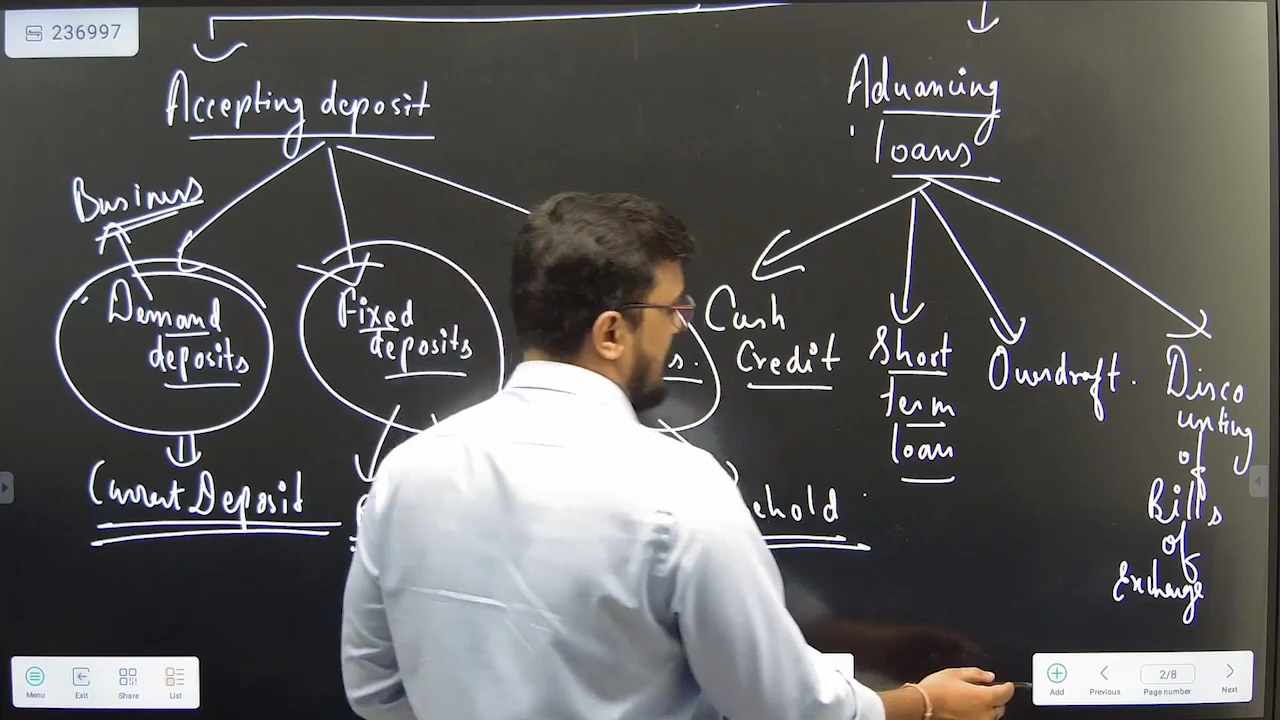 236997
Accepting deposit
Advancing
loans
Business
Demand
deposits
Fixed
deposits
Cash
Credit
Short
term
loan
Overdraft.
Disco
unting
of
Bills
of
Exchange
Current Deposit
ehold
Menu
Exit
Share
List
Add
Previous
2/8
Page number
Next